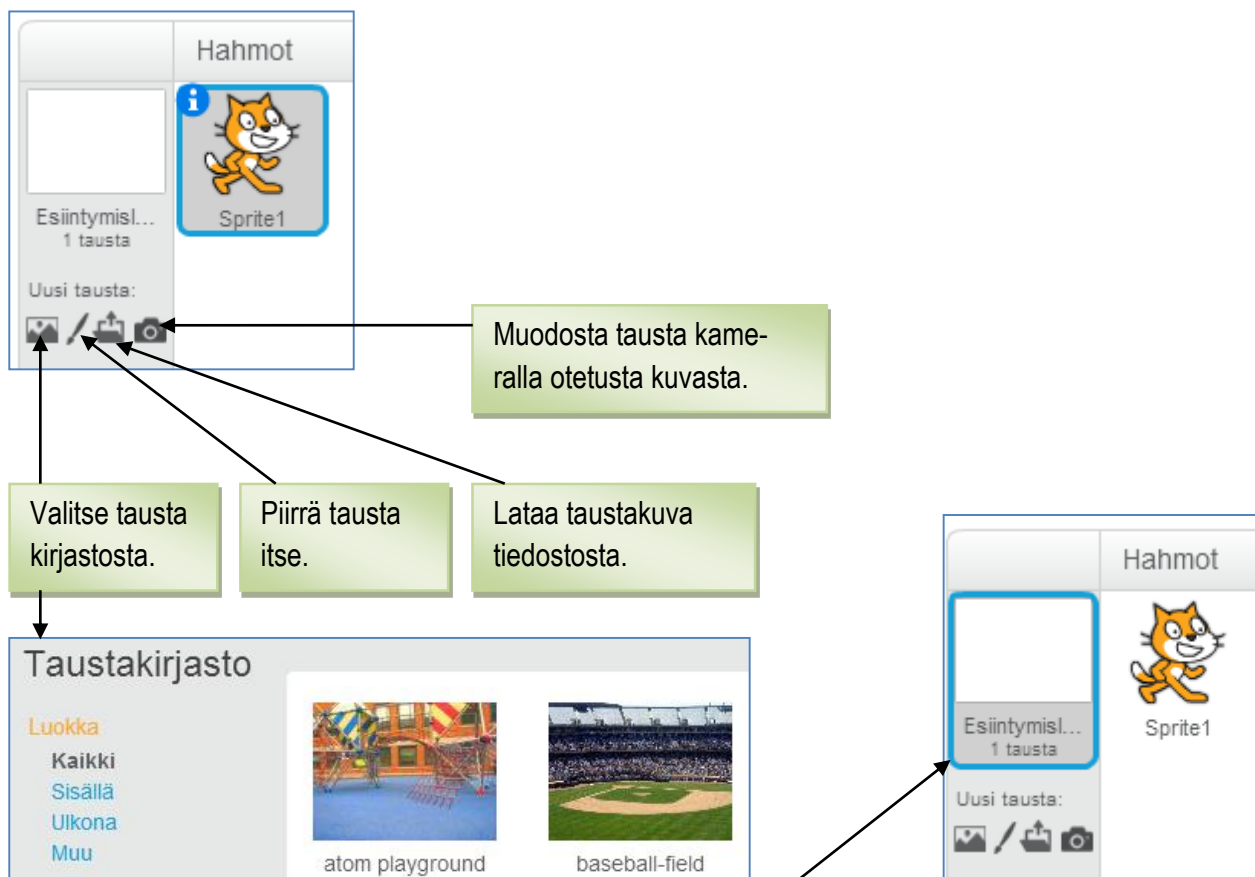 Hahmot
Esiintymisl...
1 tausta
Sprite1
Uusi tausta:
Muodosta tausta kame-
ralla otetusta kuvasta.
Valitse tausta
kirjastosta.
Piirrä tausta
itse.
Lataa taustakuva
tiedostosta.
Taustakirjasto
Luokka
Kaikki
Sisällä
Ulkona
Muu
atom playground
baseball-field
Hahmot
Esiintymisl...
1 tausta
Sprite1
Uusi tausta: